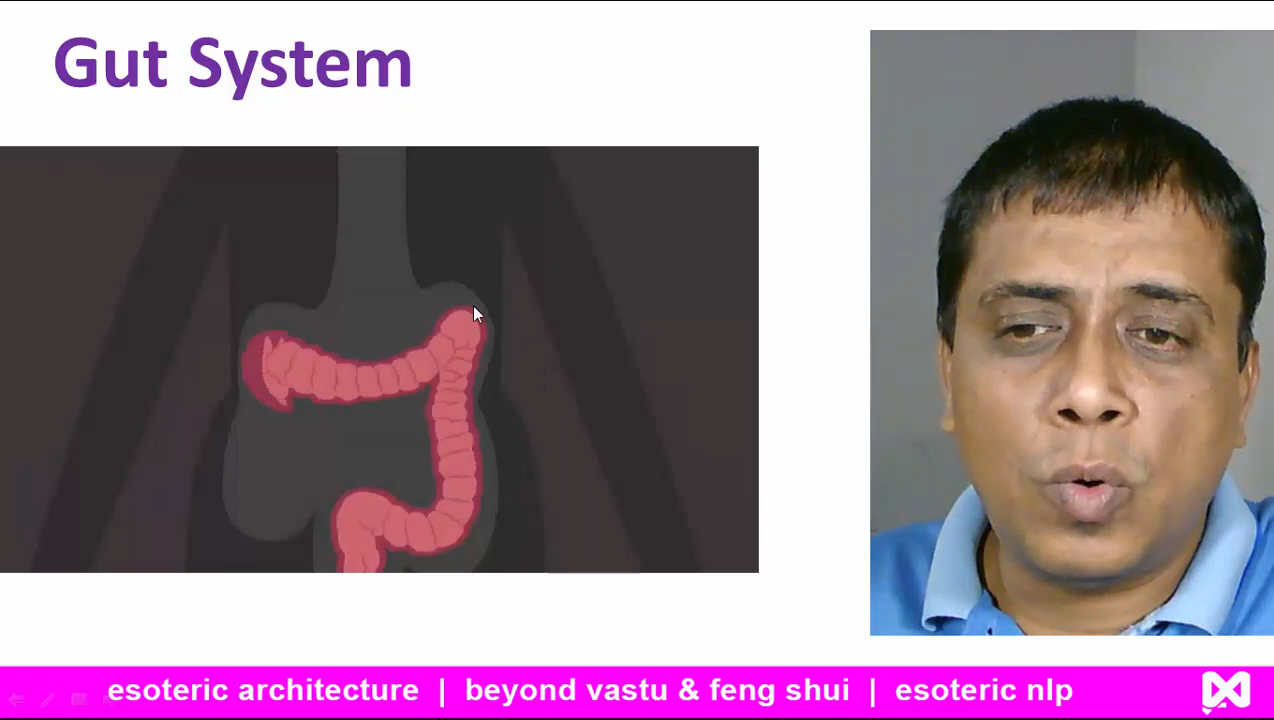 Gut System
esoteric architecture | beyond vastu & feng shui | esoteric nlp